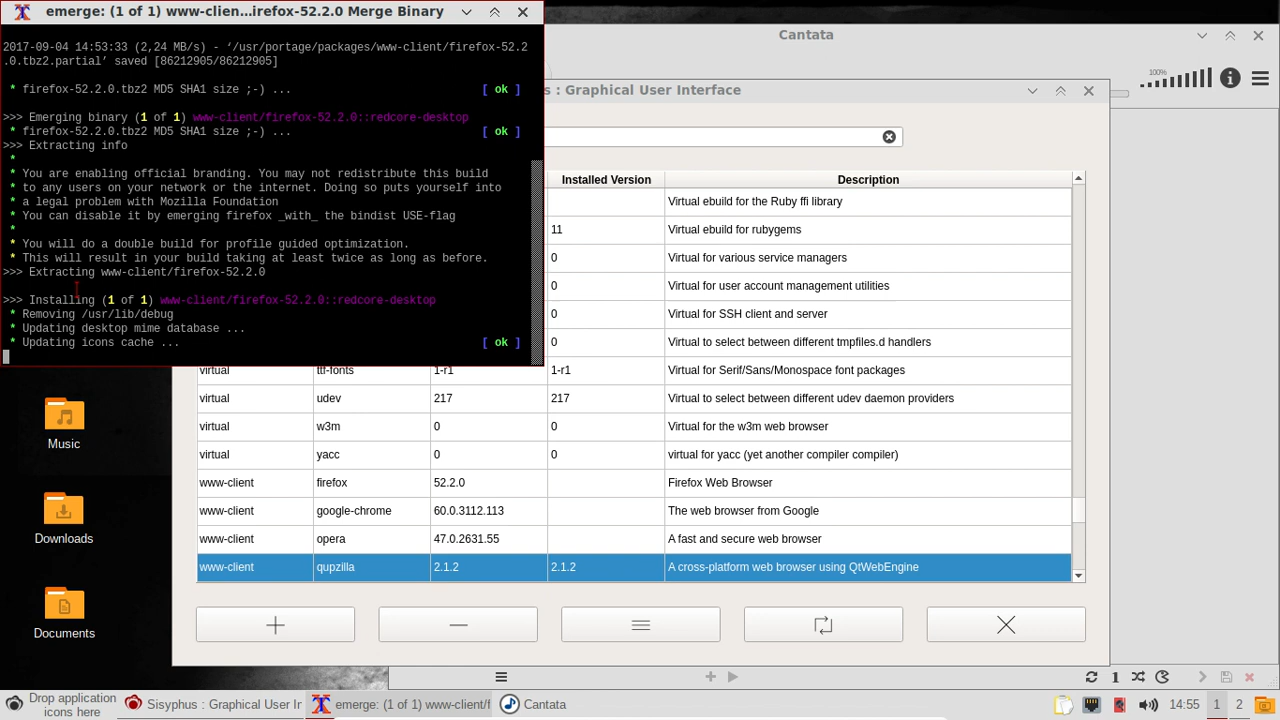 emerge: (1 of 1) www-clien...irefox-52.2.0 Merge Binary
2017-09-04 14:53:33 (2,24 MB/s) - ‘/usr/portage/packages/www-client/firefox-52.2
.0.tbz2.partial’ saved [86212905/86212905]
* firefox-52.2.0.tbz2 MD5 SHA1 size ;-) ... [ ok ]
>>> Emerging binary (1 of 1) www-client/firefox-52.2.0::redcore-desktop
* firefox-52.2.0.tbz2 MD5 SHA1 size ;-) ... [ ok ]
>>> Extracting info
*
* You are enabling official branding. You may not redistribute this build
* to any users on your network or the internet. Doing so puts yourself into
* a legal problem with Mozilla Foundation
* You can disable it by emerging firefox _with_ the bindist USE-flag
*
* You will do a double build for profile guided optimization.
* This will result in your build taking at least twice as long as before.
>>> Extracting www-client/firefox-52.2.0
>>> Installing (1 of 1) www-client/firefox-52.2.0::redcore-desktop
* Removing /usr/lib/debug
* Updating desktop mime database ...
* Updating icons cache ... [ ok ]
Cantata
100%
: Graphical User Interface
Installed Version Description
Virtual ebuild for the Ruby ffi library
11 Virtual ebuild for rubygems
0 Virtual for various service managers
0 Virtual for user account management utilities
0 Virtual for SSH client and server
0 Virtual to select between different tmpfiles.d handlers
virtual ttf-fonts 1-r1 1-r1 Virtual for Serif/Sans/Monospace font packages
virtual udev 217 217 Virtual to select between different udev daemon providers
virtual w3m 0 0 Virtual for the w3m web browser
virtual yacc 0 0 virtual for yacc (yet another compiler compiler)
www-client firefox 52.2.0 Firefox Web Browser
www-client google-chrome 60.0.3112.113 The web browser from Google
www-client opera 47.0.2631.55 A fast and secure web browser
www-client qupzilla 2.1.2 2.1.2 A cross-platform web browser using QtWebEngine
Music
Downloads
Documents
1
Drop application
icons here
Sisyphus : Graphical User In
emerge: (1 of 1) www-client/f
Cantata
14:55
1
2